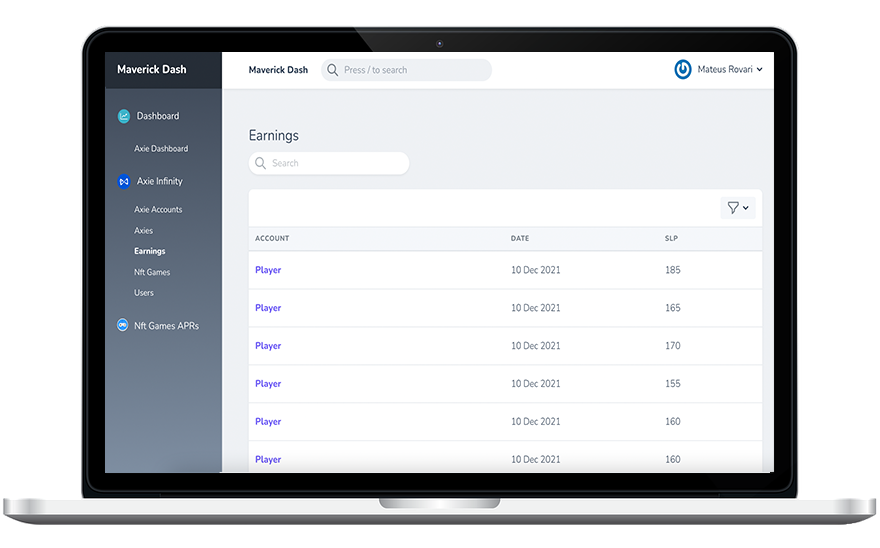 Maverick Dash
Maverick Dash
Press / to search
Mateus Rovari
Dashboard
Axie Dashboard
Axie Infinity
Axie Accounts
Axies
Earnings
Nft Games
Users
Nft Games APRs
Earnings
Search
ACCOUNT DATE SLP
Player 10 Dec 2021 185
Player 10 Dec 2021 165
Player 10 Dec 2021 170
Player 10 Dec 2021 155
Player 10 Dec 2021 160
Player 10 Dec 2021 160